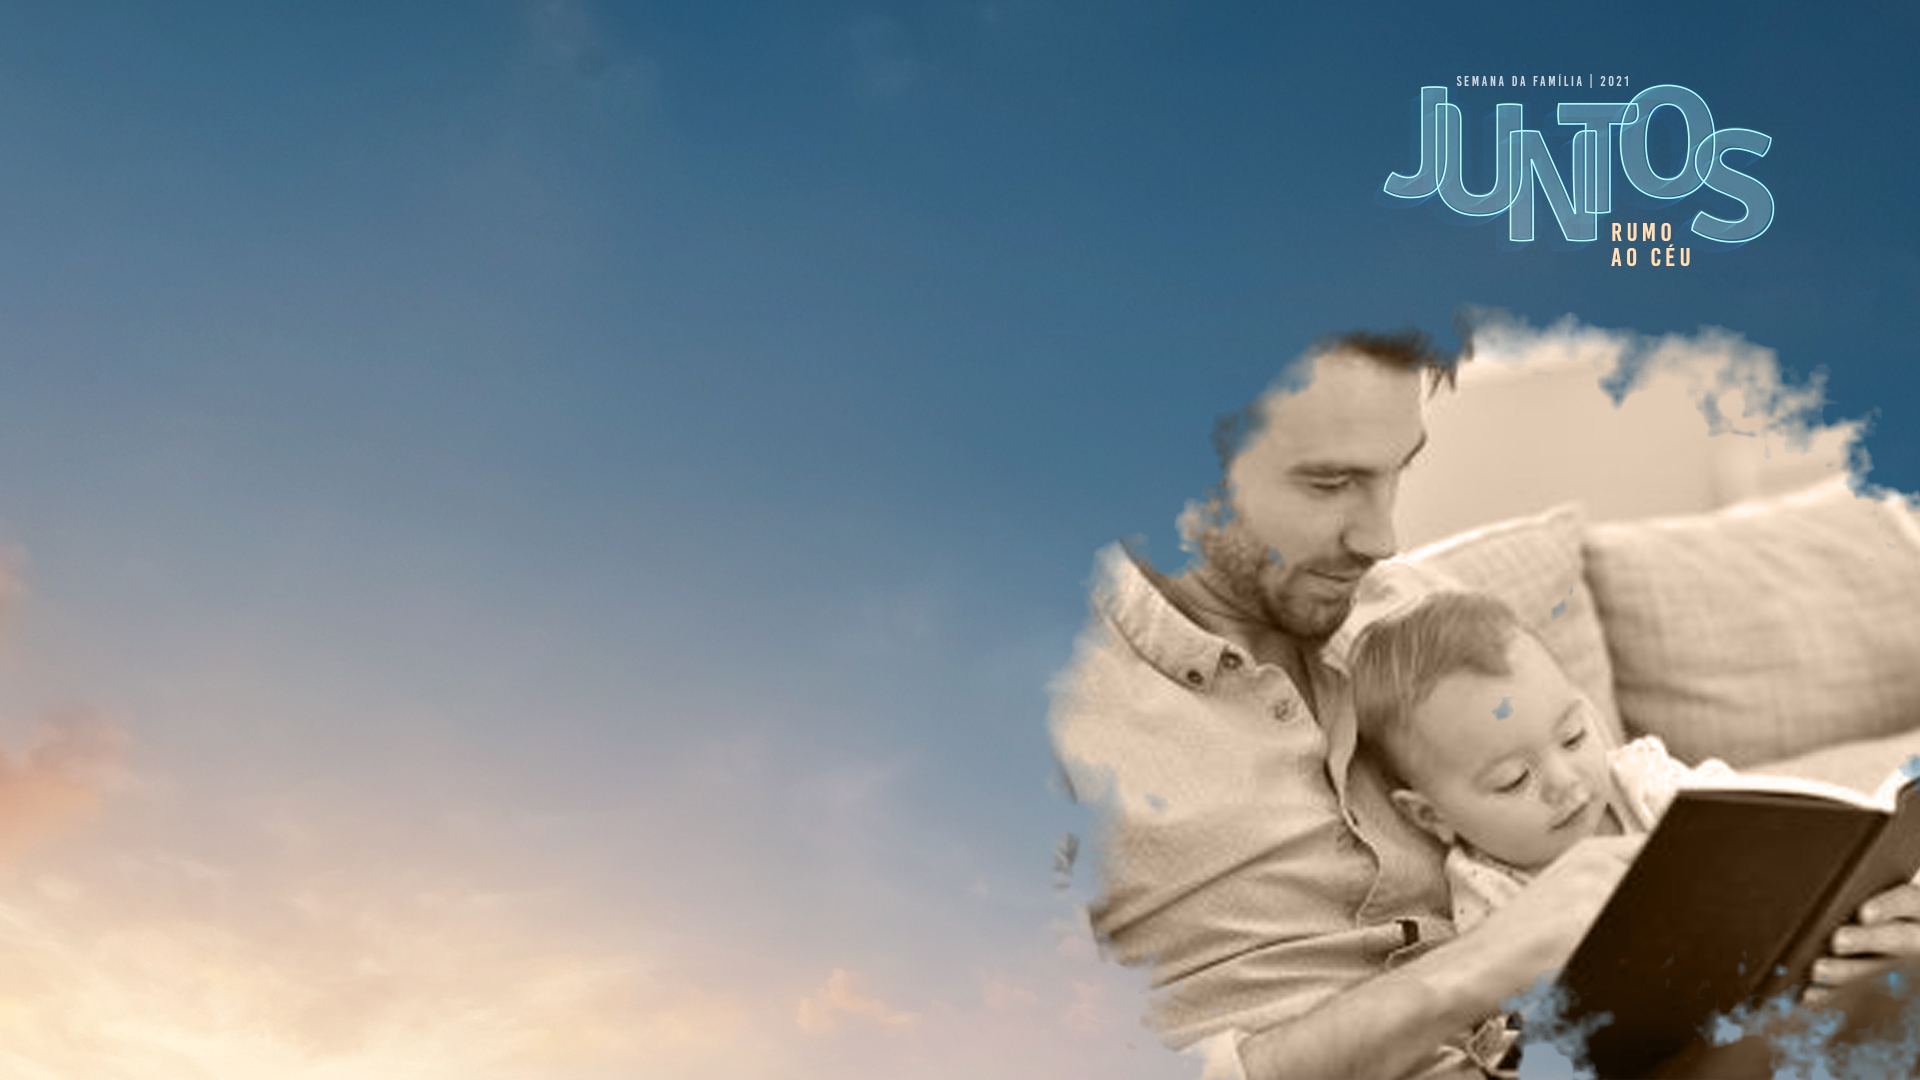 SEMANA DA FAMÍLIA | 2021
JUNTOS
RUMO
AO CÉU